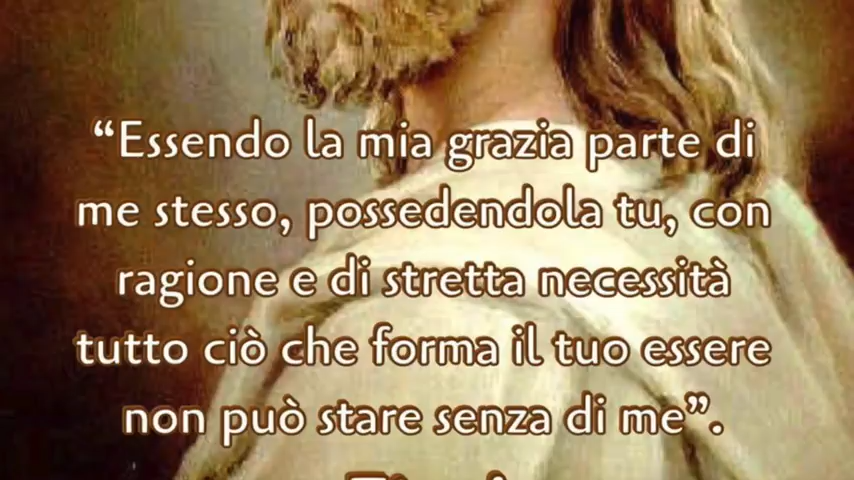 “Essendo la mia grazia parte di
me stesso, possedendola tu, con
ragione e di stretta necessità
tutto ciò che forma il tuo essere
non può stare senza di me”.